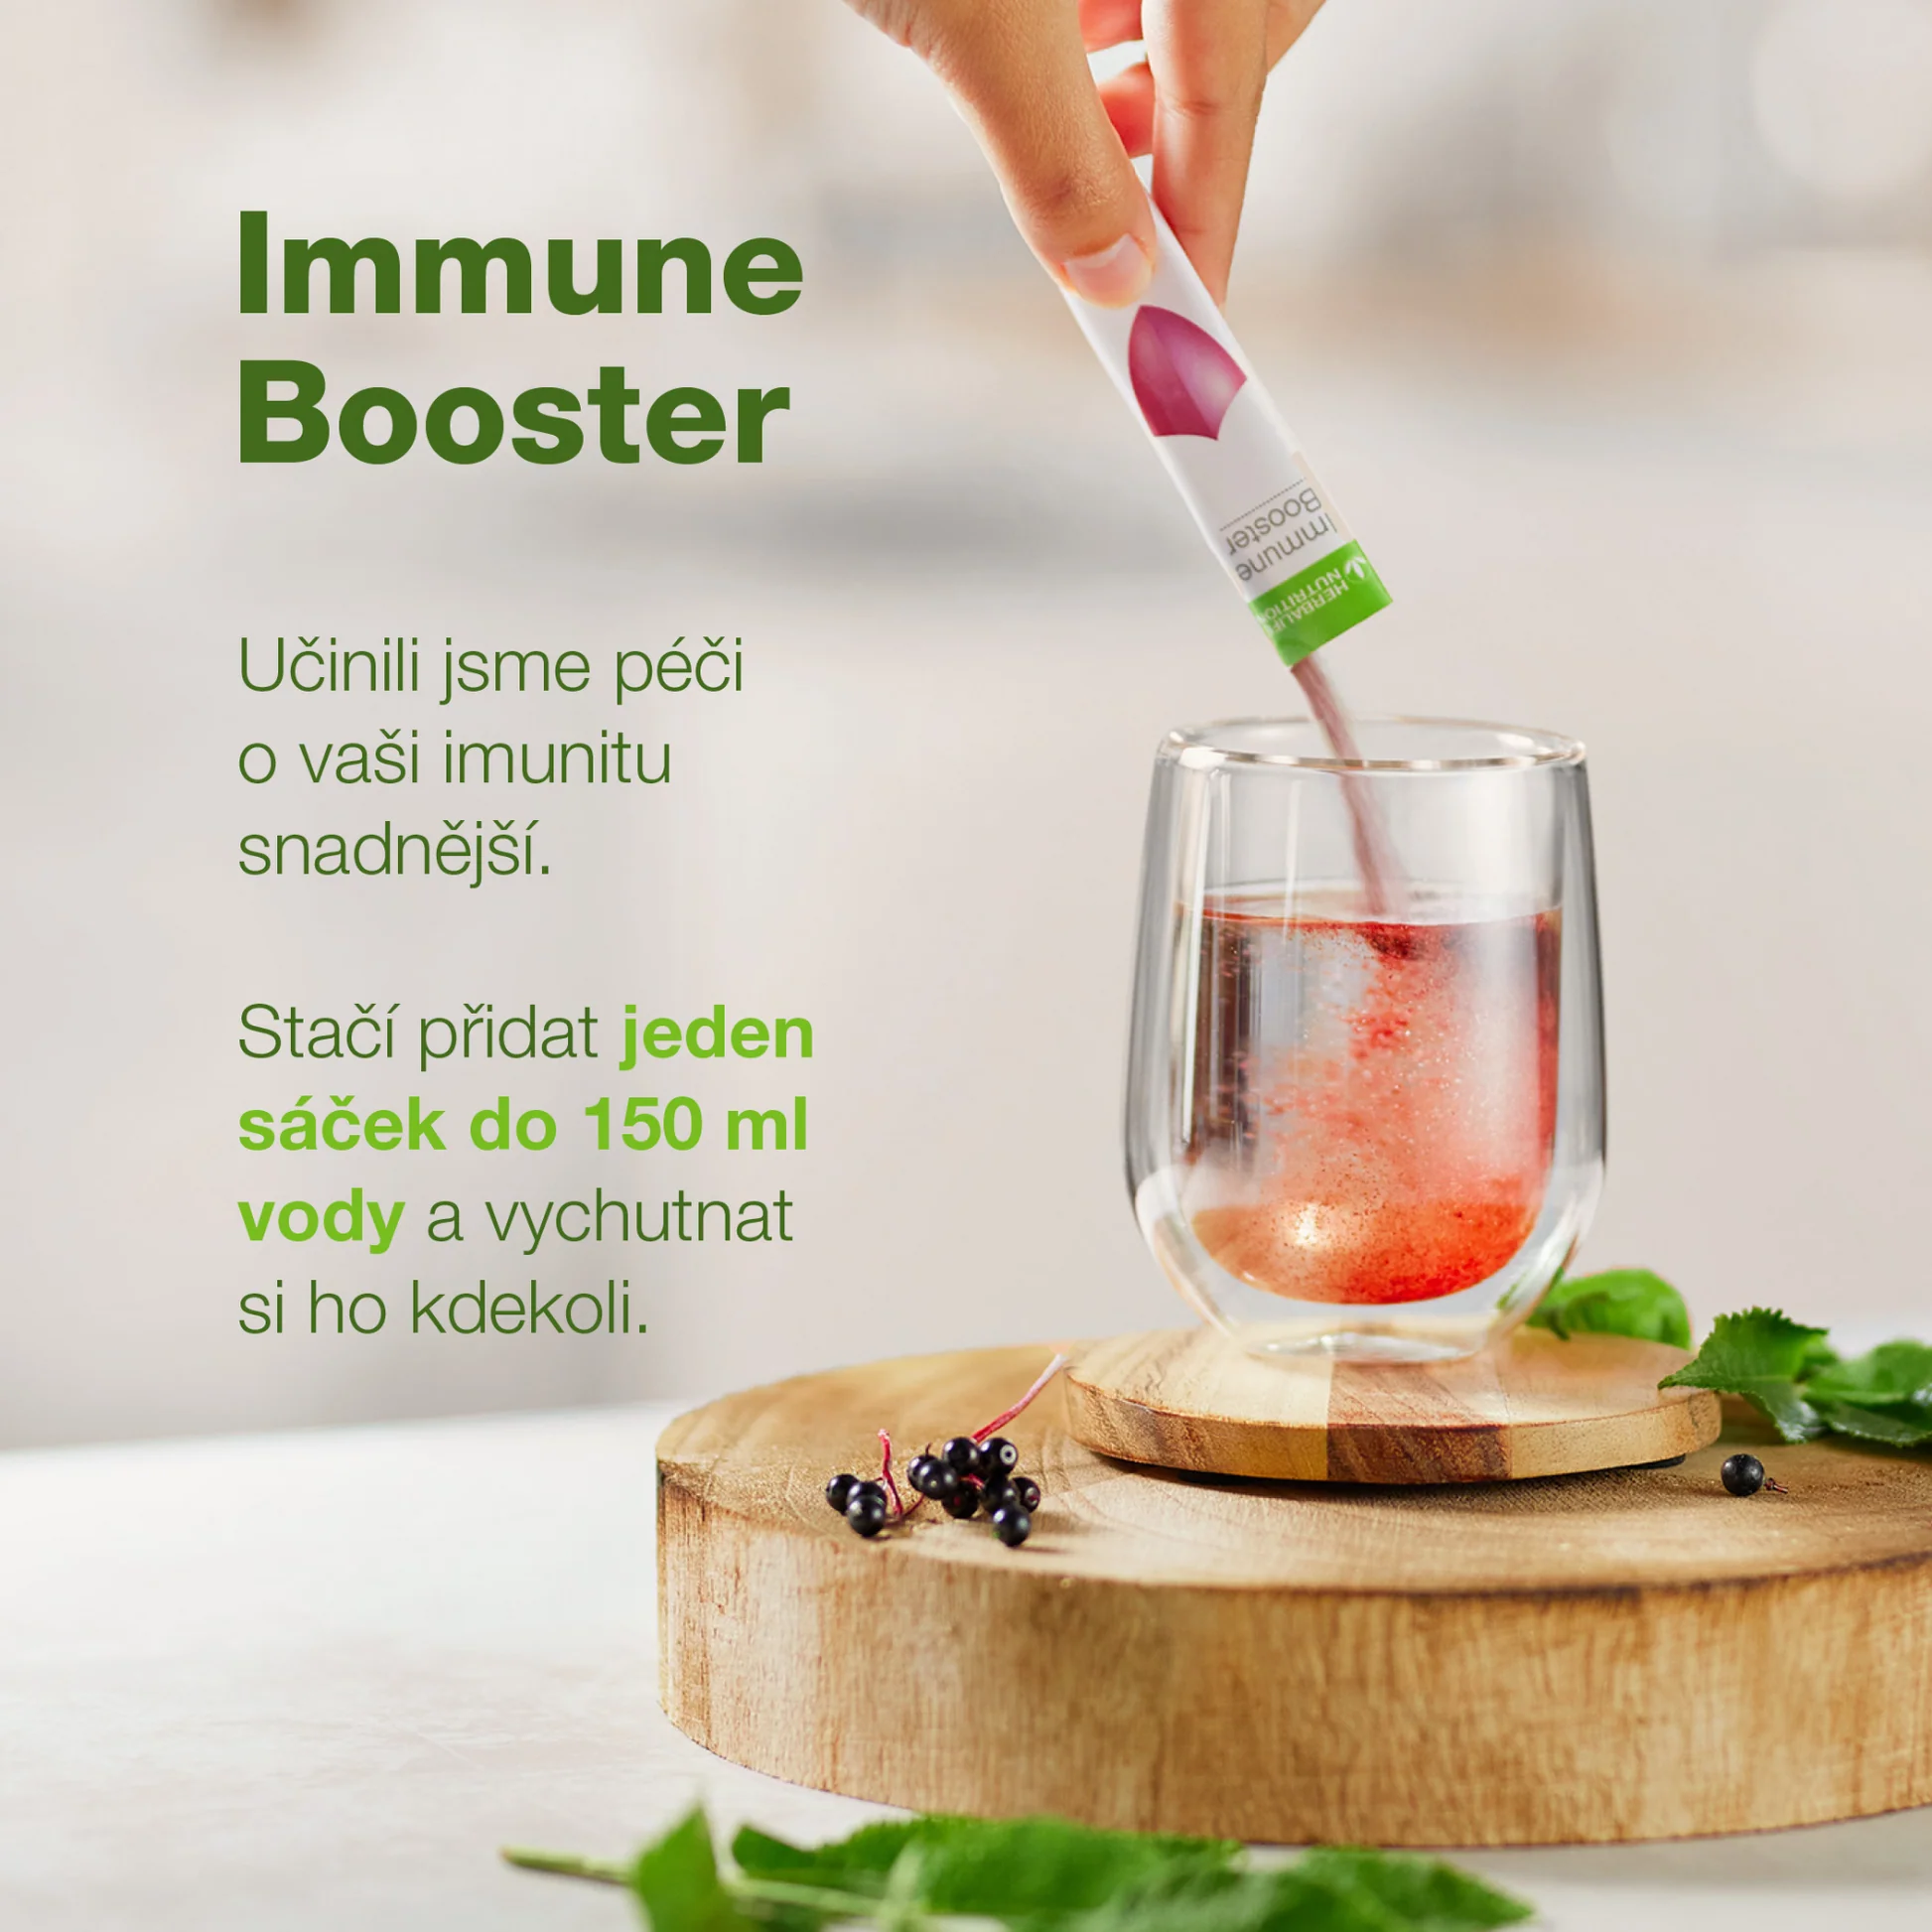 Immune
Booster
Učinili jsme péči
o vaši imunitu
snadnější.
Stačí přidat jeden
sáček do 150 ml
vody a vychutnat
si ho kdekoli.
Immune
Booster
HERBALIFE
NUTRITION